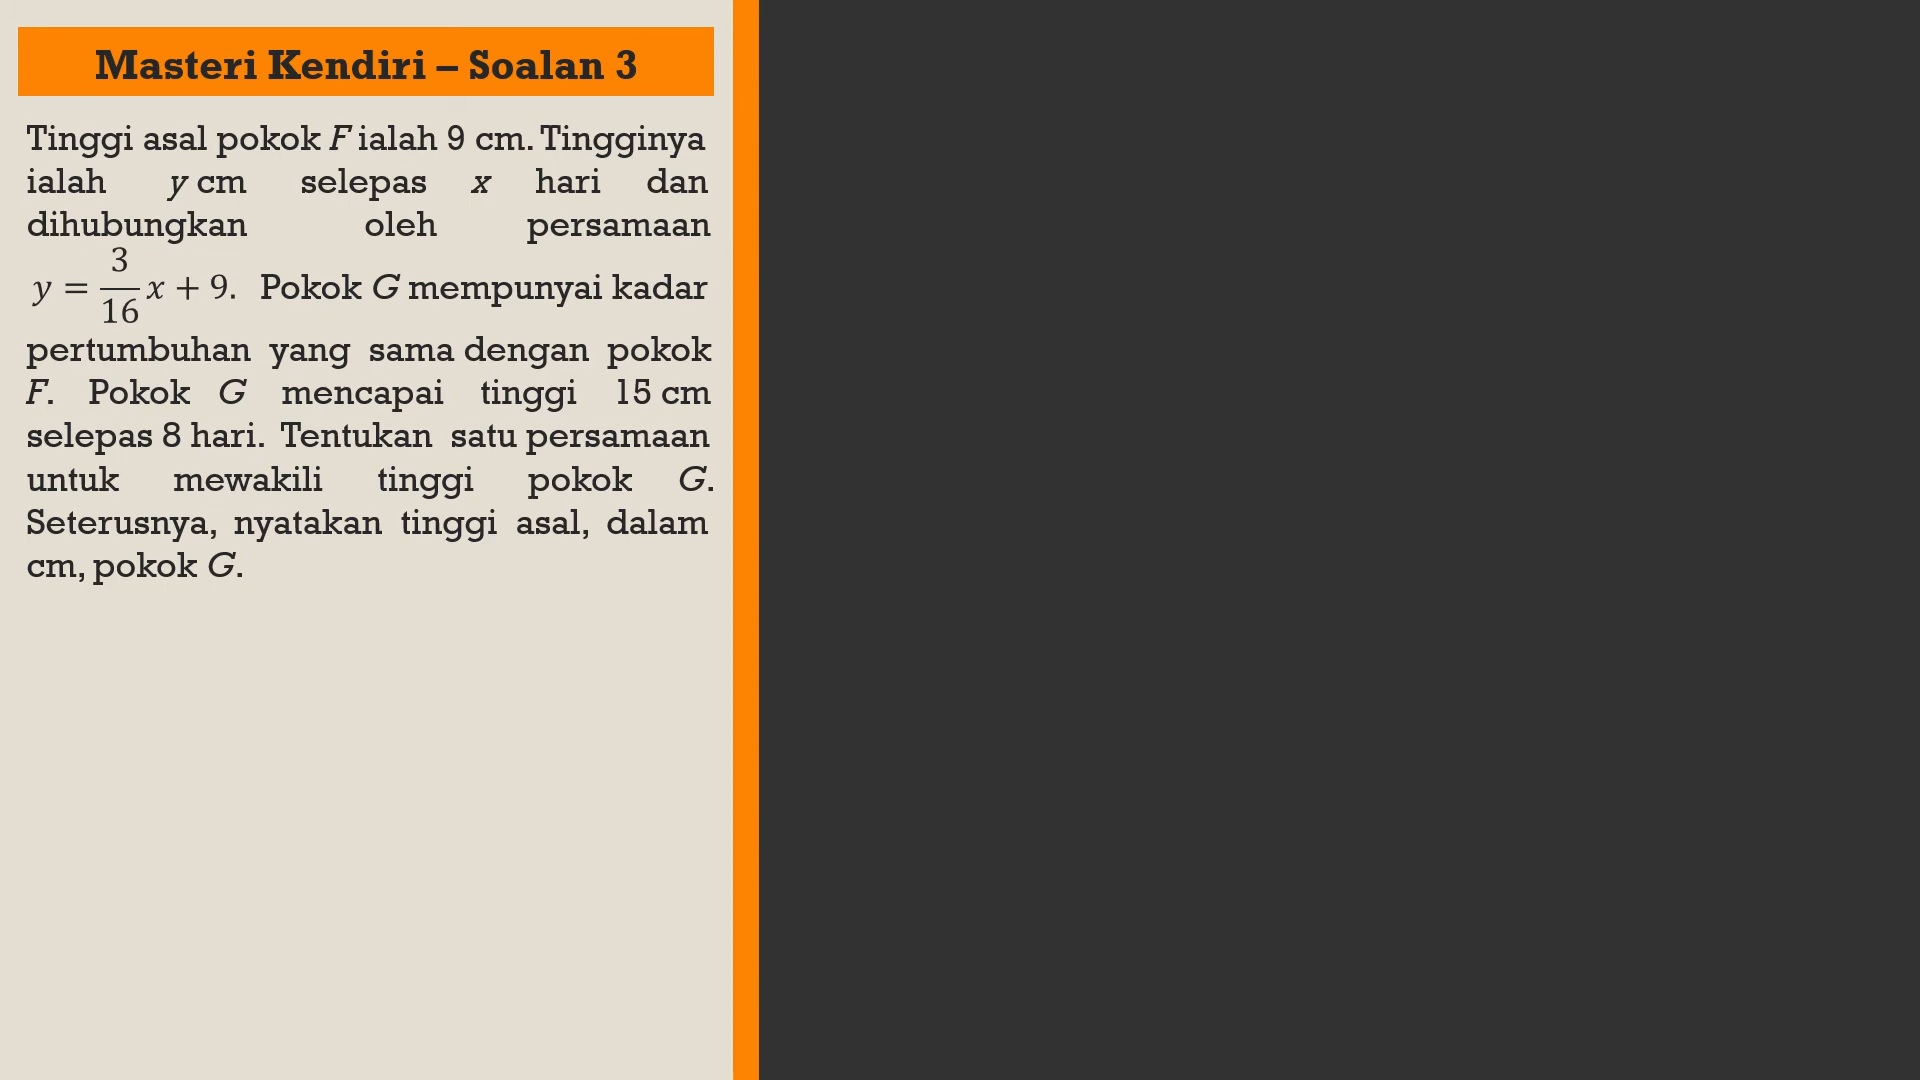 Masteri Kendiri – Soalan 3
Tinggi asal pokok F ialah 9 cm. Tingginya
ialah y cm selepas x hari dan
dihubungkan oleh persamaan
y = 3/16 x + 9. Pokok G mempunyai kadar
pertumbuhan yang sama dengan pokok
F. Pokok G mencapai tinggi 15 cm
selepas 8 hari. Tentukan satu persamaan
untuk mewakili tinggi pokok G.
Seterusnya, nyatakan tinggi asal, dalam
cm, pokok G.